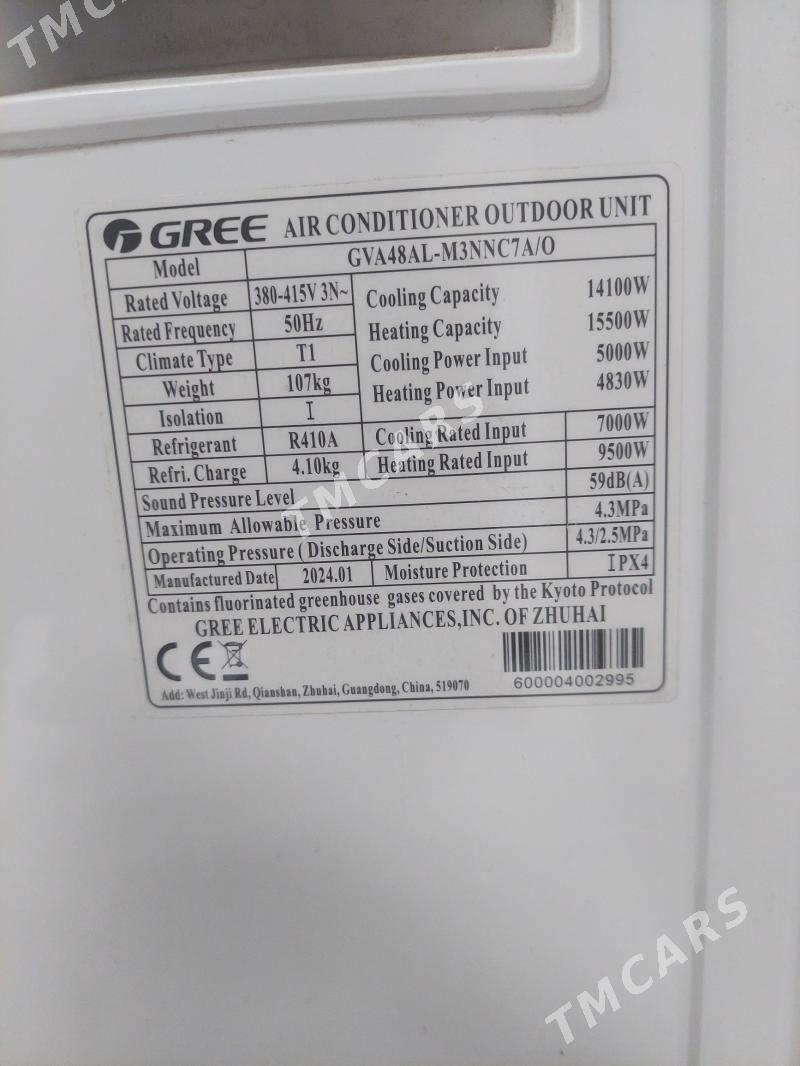 TMCARS
GREE AIR CONDITIONER OUTDOOR UNIT
Model GVA48AL-M3NNC7A/O
Rated Voltage 380-415V 3N~ Cooling Capacity 14100W
Rated Frequency 50Hz Heating Capacity 15500W
Climate Type T1 Cooling Power Input 5000W
Weight 107kg Heating Power Input 4830W
Isolation I
Refrigerant R410A Cooling Rated Input 7000W
Refri. Charge 4.10kg Heating Rated Input 9500W
Sound Pressure Level 59dB(A)
Maximum Allowable Pressure 4.3MPa
Operating Pressure ( Discharge Side/Suction Side) 4.3/2.5MPa
Manufactured Date 2024.01 Moisture Protection IPX4
Contains fluorinated greenhouse gases covered by the Kyoto Protocol
GREE ELECTRIC APPLIANCES,INC. OF ZHUHAI
CE
600004002995
Add: West Jinji Rd, Qianshan, Zhuhai, Guangdong, China, 519070
TMCARS
TMCARS